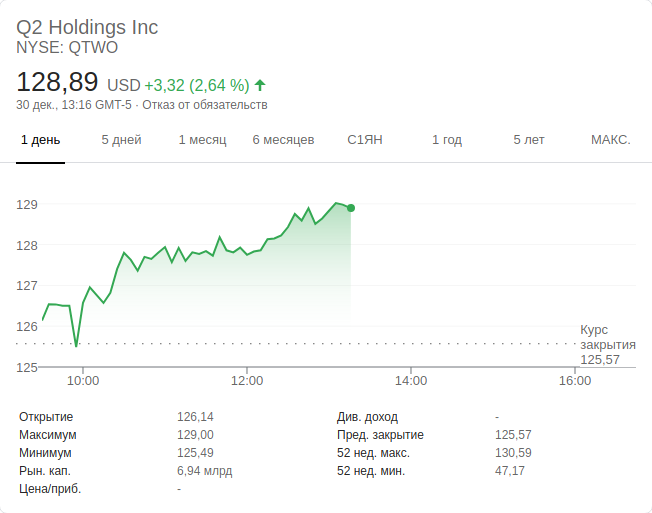 Q2 Holdings Inc
NYSE: QTWO
128,89 USD +3,32 (2,64 %)
30 дек., 13:16 GMT-5 · Отказ от обязательств
1 день 5 дней 1 месяц 6 месяцев С1ЯН 1 год 5 лет МАКС.
129
128
127
126
Курс
закрытия
125,57
125
10:00 12:00 14:00 16:00
Открытие 126,14 Див. доход -
Максимум 129,00 Пред. закрытие 125,57
Минимум 125,49 52 нед. макс. 130,59
Рын. кап. 6,94 млрд 52 нед. мин. 47,17
Цена/приб. -